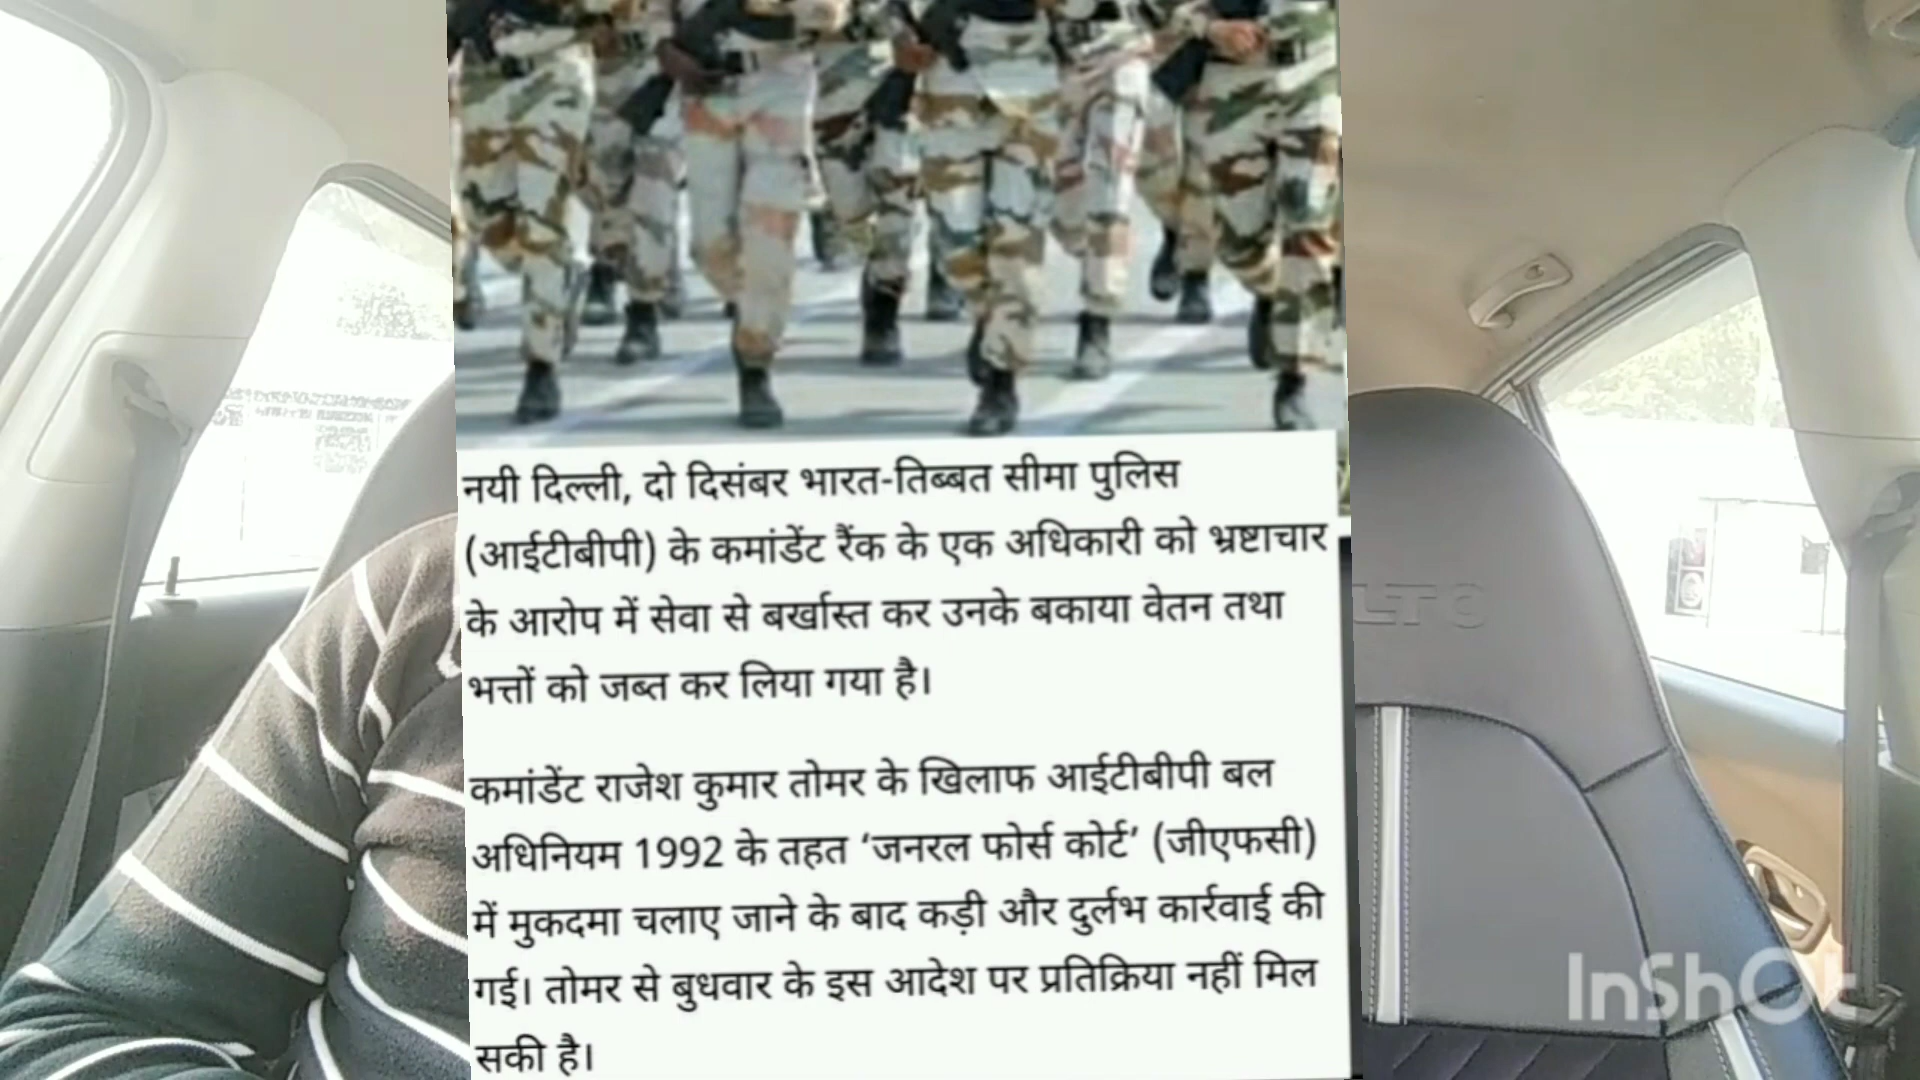 नयी दिल्ली, दो दिसंबर भारत-तिब्बत सीमा पुलिस
(आईटीबीपी) के कमांडेंट रैंक के एक अधिकारी को भ्रष्टाचार
के आरोप में सेवा से बर्खास्त कर उनके बकाया वेतन तथा
भत्तों को जब्त कर लिया गया है।
कमांडेंट राजेश कुमार तोमर के खिलाफ आईटीबीपी बल
अधिनियम 1992 के तहत ‘जनरल फोर्स कोर्ट’ (जीएफसी)
में मुकदमा चलाए जाने के बाद कड़ी और दुर्लभ कार्रवाई की
गई। तोमर से बुधवार के इस आदेश पर प्रतिक्रिया नहीं मिल
सकी है।
InShOt